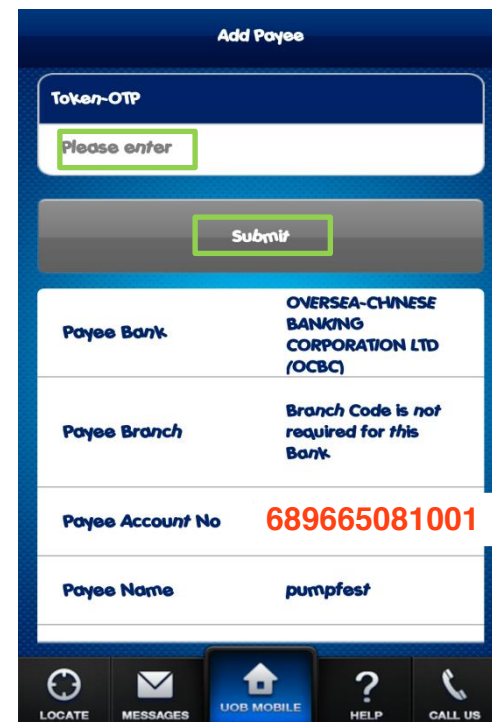 Add Payee
Token-OTP
Please enter
Submit
Payee Bank
OVERSEA-CHINESE
BANKING
CORPORATION LTD
(OCBC)
Payee Branch
Branch Code is not
required for this
Bank
Payee Account No
689665081001
Payee Name
pumpfest
LOCATE
MESSAGES
UOB MOBILE
HELP
CALL US